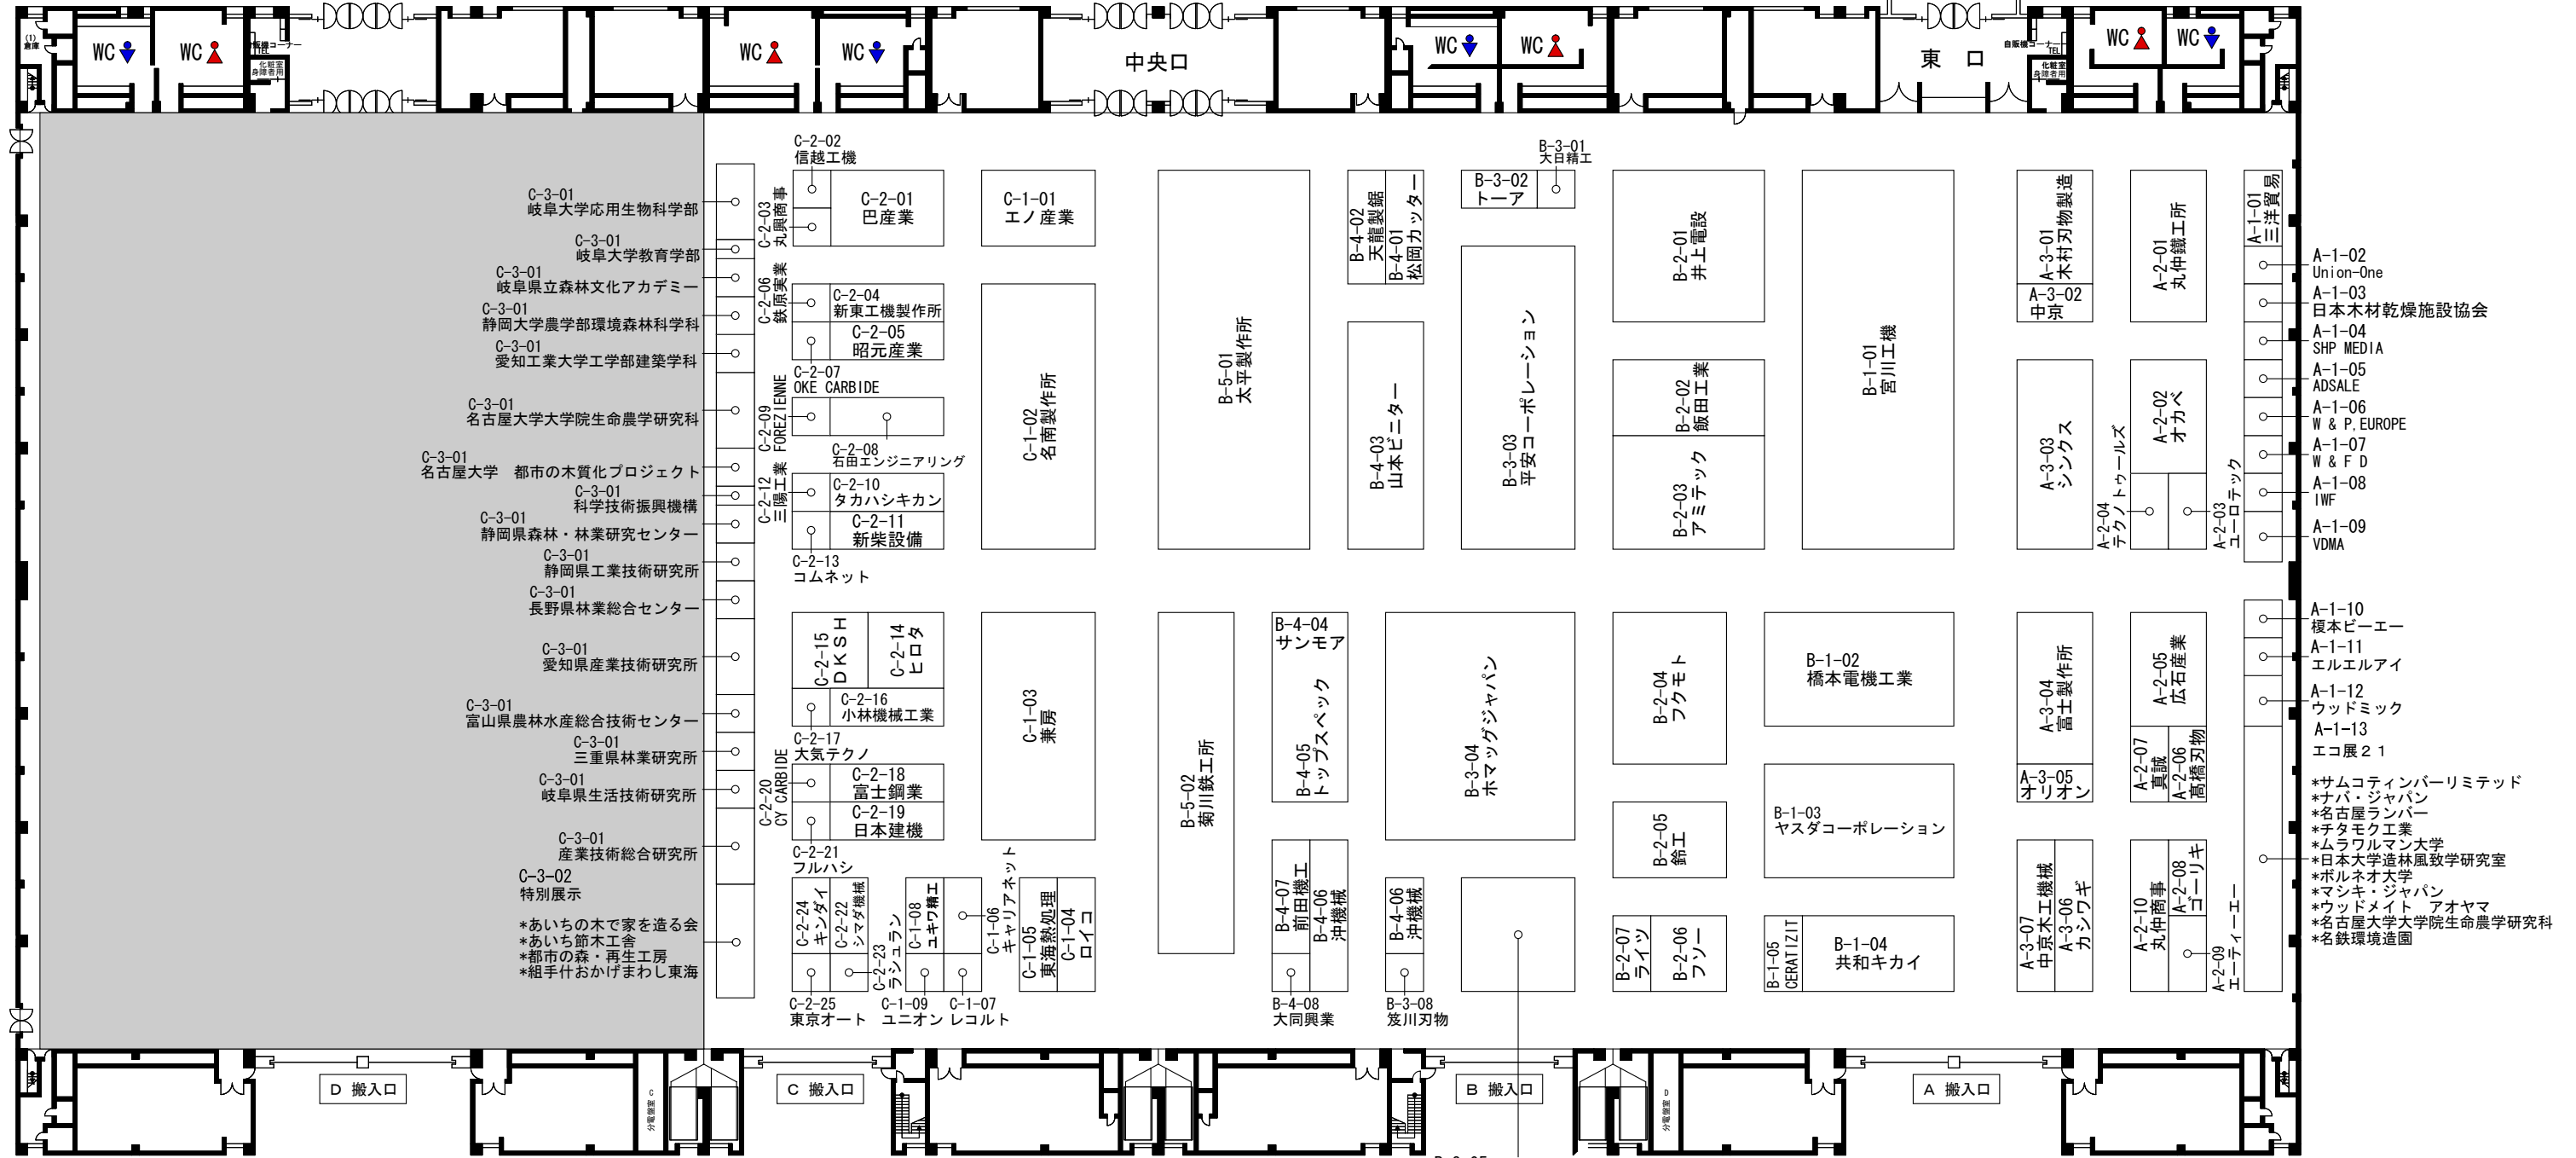 (1)
倉庫
WC
WC
自販機コーナー
TEL
化粧室
身障者用
WC
WC
中央口
WC
WC
東 口
自販機コーナー
TEL
化粧室
身障者用
WC
WC
C-3-01
岐阜大学応用生物科学部
C-3-01
岐阜大学教育学部
C-3-01
岐阜県立森林文化アカデミー
C-3-01
静岡大学農学部環境森林科学科
C-3-01
愛知工業大学工学部建築学科
C-3-01
名古屋大学大学院生命農学研究科
C-3-01
名古屋大学 都市の木質化プロジェクト
C-3-01
科学技術振興機構
C-3-01
静岡県森林・林業研究センター
C-3-01
静岡県工業技術研究所
C-3-01
長野県林業総合センター
C-3-01
愛知県産業技術研究所
C-3-01
富山県農林水産総合技術センター
C-3-01
三重県林業研究所
C-3-01
岐阜県生活技術研究所
C-3-01
産業技術総合研究所
C-3-02
特別展示
*あいちの木で家を造る会
*あいち節木工舎
*都市の森・再生工房
*組手什おかげまわし東海
C-2-02
信越工機
C-2-03
丸興商事
C-2-01
巴産業
C-2-06
鉄原実業
C-2-04
新東工機製作所
C-2-05
昭元産業
C-2-07
OKE CARBIDE
C-2-09
FOREZIENNE
C-2-08
石田エンジニアリング
C-2-12
三陽工業
C-2-10
タカハシキカン
C-2-11
新柴設備
C-2-13
コムネット
C-2-15
DKSH
C-2-14
ヒロタ
C-2-16
小林機械工業
C-2-17
大気テクノ
C-2-20
CY CARBIDE
C-2-18
富士鋼業
C-2-19
日本建機
C-2-21
フルハシ
C-2-24
キンダイ
C-2-22
シマダ機械
C-2-23
ラシュラン
C-2-25
東京オート
C-1-08
ユキワ精工
C-1-06
キャリアネット
C-1-09
ユニオン
C-1-07
レコルト
C-1-05
東海熱処理
C-1-04
ロイコ
C-1-01
エノ産業
C-1-02
名南製作所
C-1-03
兼房
B-5-01
太平製作所
B-5-02
菊川鉄工所
B-4-02
天龍製鋸
B-4-01
松岡カッター
B-4-03
山本ビニター
B-4-04
サンモア
B-4-05
トップスペック
B-4-07
前田機工
B-4-06
沖機械
B-4-08
大同興業
B-3-01
大日精工
B-3-02
トーア
B-3-03
平安コーポレーション
B-3-04
ホマッグジャパン
B-4-06
沖機械
B-3-08
笈川刃物
B-2-01
井上電設
B-2-02
飯田工業
B-2-03
アミテック
B-2-04
フクモト
B-2-05
鈴工
B-2-07
ライツ
B-2-06
フソー
B-1-01
宮川工機
B-1-02
橋本電機工業
B-1-03
ヤスダコーポレーション
B-1-05
CERATIZIT
B-1-04
共和キカイ
A-3-01
木村刃物製造
A-3-02
中京
A-3-03
シンクス
A-3-04
富士製作所
A-3-05
オリオン
A-3-07
中京木工機械
A-3-06
カシワギ
A-2-01
丸仲鐵工所
A-2-02
オカベ
A-2-04
テクノトゥールズ
A-2-03
ユーロテック
A-2-05
広石産業
A-2-07
真誠
A-2-06
髙橋刃物
A-2-10
丸仲商事
A-2-08
ゴーリキ
A-2-09
エーティーエー
A-1-01
三洋貿易
A-1-02
Union-One
A-1-03
日本木材乾燥施設協会
A-1-04
SHP MEDIA
A-1-05
ADSALE
A-1-06
W & P,EUROPE
A-1-07
W & F D
A-1-08
IWF
A-1-09
VDMA
A-1-10
榎本ビーエー
A-1-11
エルエルアイ
A-1-12
ウッドミック
A-1-13
エコ展21
*サムコティンバーリミテッド
*ナバ・ジャパン
*名古屋ランバー
*チタモク工業
*ムラワルマン大学
*日本大学造林風致学研究室
*ボルネオ大学
*マシキ・ジャパン
*ウッドメイト アオヤマ
*名古屋大学大学院生命農学研究科
*名鉄環境造園
D 搬入口
分電盤室 C
C 搬入口
B 搬入口
分電盤室 D
A 搬入口